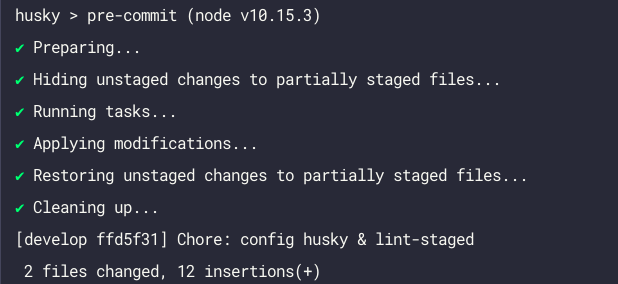 husky > pre-commit (node v10.15.3)
✔ Preparing...
✔ Hiding unstaged changes to partially staged files...
✔ Running tasks...
✔ Applying modifications...
✔ Restoring unstaged changes to partially staged files...
✔ Cleaning up...
[develop ffd5f31] Chore: config husky & lint-staged
 2 files changed, 12 insertions(+)